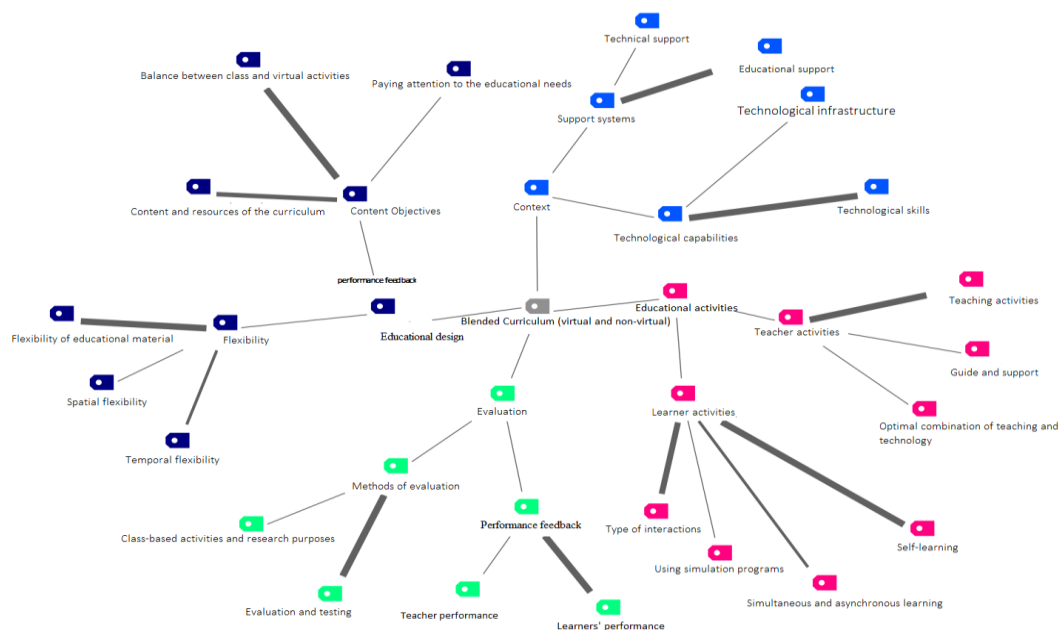 Technical support
Balance between class and virtual activities
Paying attention to the educational needs
Educational support
Support systems
Technological infrastructure
Content and resources of the curriculum
Content Objectives
Context
Technological capabilities
Technological skills
performance feedback
Educational activities
Teaching activities
Blended Curriculum (virtual and non-virtual)
Educational design
Teacher activities
Flexibility of educational material
Flexibility
Guide and support
Spatial flexibility
Evaluation
Learner activities
Optimal combination of teaching and
technology
Temporal flexibility
Methods of evaluation
Performance feedback
Type of interactions
Class-based activities and research purposes
Self-learning
Using simulation programs
Simultaneous and asynchronous learning
Evaluation and testing
Teacher performance
Learners' performance